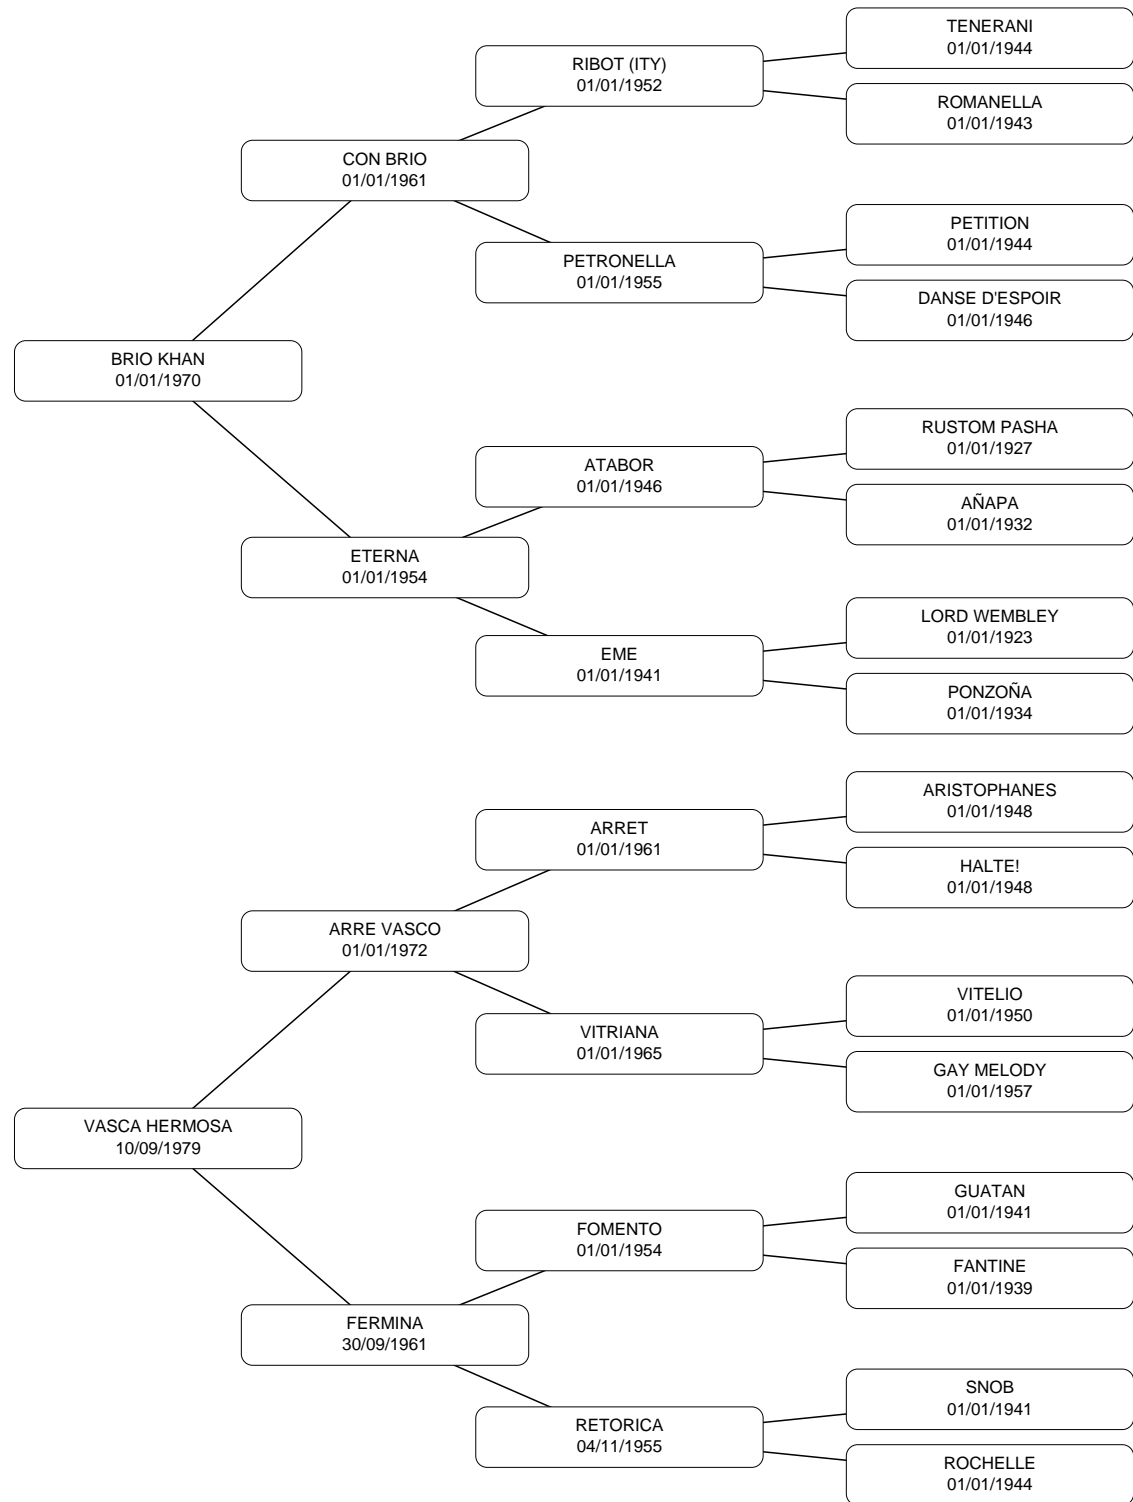 TENERANI
01/01/1944
RIBOT (ITY)
01/01/1952
ROMANELLA
01/01/1943
CON BRIO
01/01/1961
PETITION
01/01/1944
PETRONELLA
01/01/1955
DANSE D'ESPOIR
01/01/1946
BRIO KHAN
01/01/1970
RUSTOM PASHA
01/01/1927
ATABOR
01/01/1946
AÑAPA
01/01/1932
ETERNA
01/01/1954
LORD WEMBLEY
01/01/1923
EME
01/01/1941
PONZOÑA
01/01/1934
ARISTOPHANES
01/01/1948
ARRET
01/01/1961
HALTE!
01/01/1948
ARRE VASCO
01/01/1972
VITELIO
01/01/1950
VITRIANA
01/01/1965
GAY MELODY
01/01/1957
VASCA HERMOSA
10/09/1979
GUATAN
01/01/1941
FOMENTO
01/01/1954
FANTINE
01/01/1939
FERMINA
30/09/1961
SNOB
01/01/1941
RETORICA
04/11/1955
ROCHELLE
01/01/1944